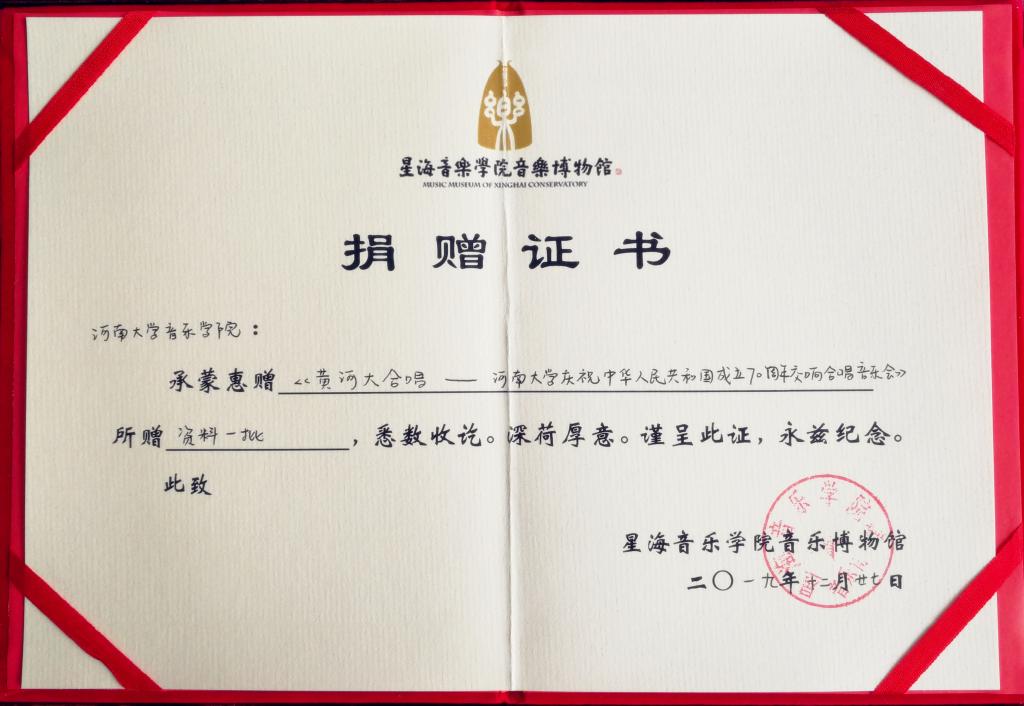 星海音樂學院音樂博物館
MUSIC MUSEUM OF XINGHAI CONSERVATORY
捐赠证书
河南大学音乐学院：
承蒙惠赠《黄河大合唱——河南大学庆祝中华人民共和国成立70周年交响合唱音乐会》
所赠资料一批，悉数收讫。深荷厚意。谨呈此证，永兹纪念。
此致
星海音乐学院音乐博物馆
二〇一九年十二月廿七日